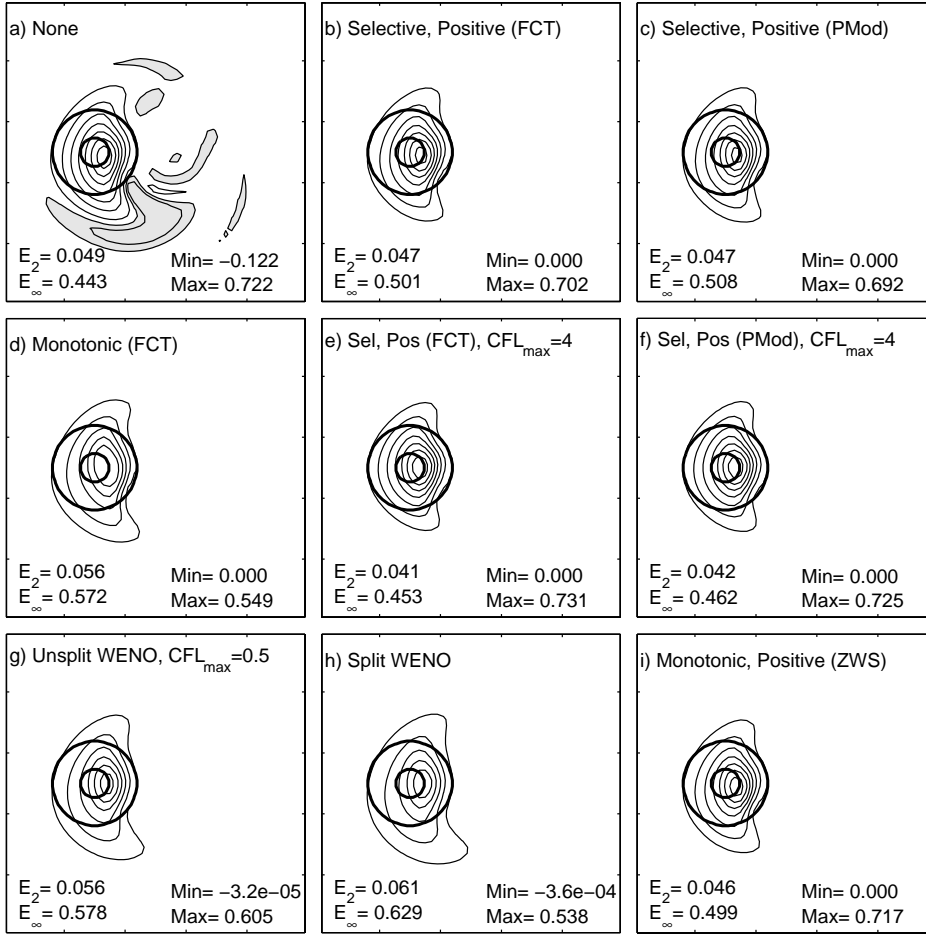 a) None
E2= 0.049 Min= −0.122
E∞= 0.443 Max= 0.722
b) Selective, Positive (FCT)
E2= 0.047 Min= 0.000
E∞= 0.501 Max= 0.702
c) Selective, Positive (PMod)
E2= 0.047 Min= 0.000
E∞= 0.508 Max= 0.692
d) Monotonic (FCT)
E2= 0.056 Min= 0.000
E∞= 0.572 Max= 0.549
e) Sel, Pos (FCT), CFLmax=4
E2= 0.041 Min= 0.000
E∞= 0.453 Max= 0.731
f) Sel, Pos (PMod), CFLmax=4
E2= 0.042 Min= 0.000
E∞= 0.462 Max= 0.725
g) Unsplit WENO, CFLmax=0.5
E2= 0.056 Min= −3.2e−05
E∞= 0.578 Max= 0.605
h) Split WENO
E2= 0.061 Min= −3.6e−04
E∞= 0.629 Max= 0.538
i) Monotonic, Positive (ZWS)
E2= 0.046 Min= 0.000
E∞= 0.499 Max= 0.717